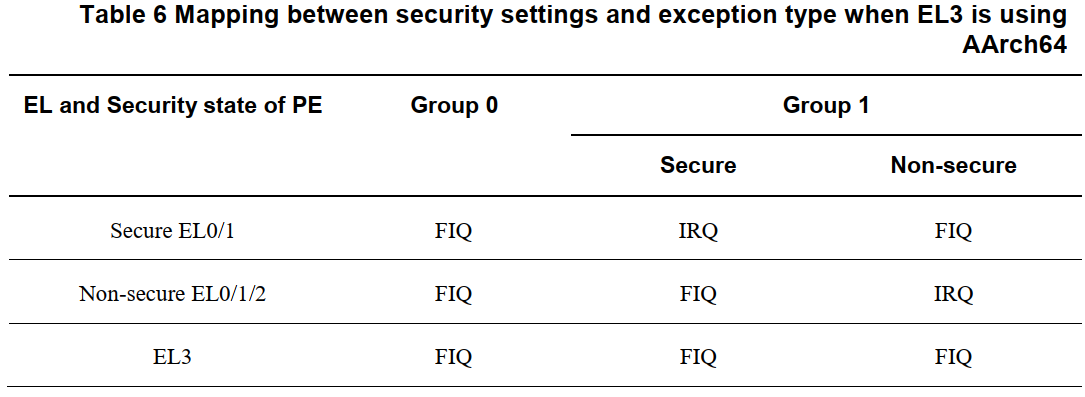 Table 6 Mapping between security settings and exception type when EL3 is using
AArch64
EL and Security state of PE Group 0 Group 1
Secure Non-secure
Secure EL0/1 FIQ IRQ FIQ
Non-secure EL0/1/2 FIQ FIQ IRQ
EL3 FIQ FIQ FIQ